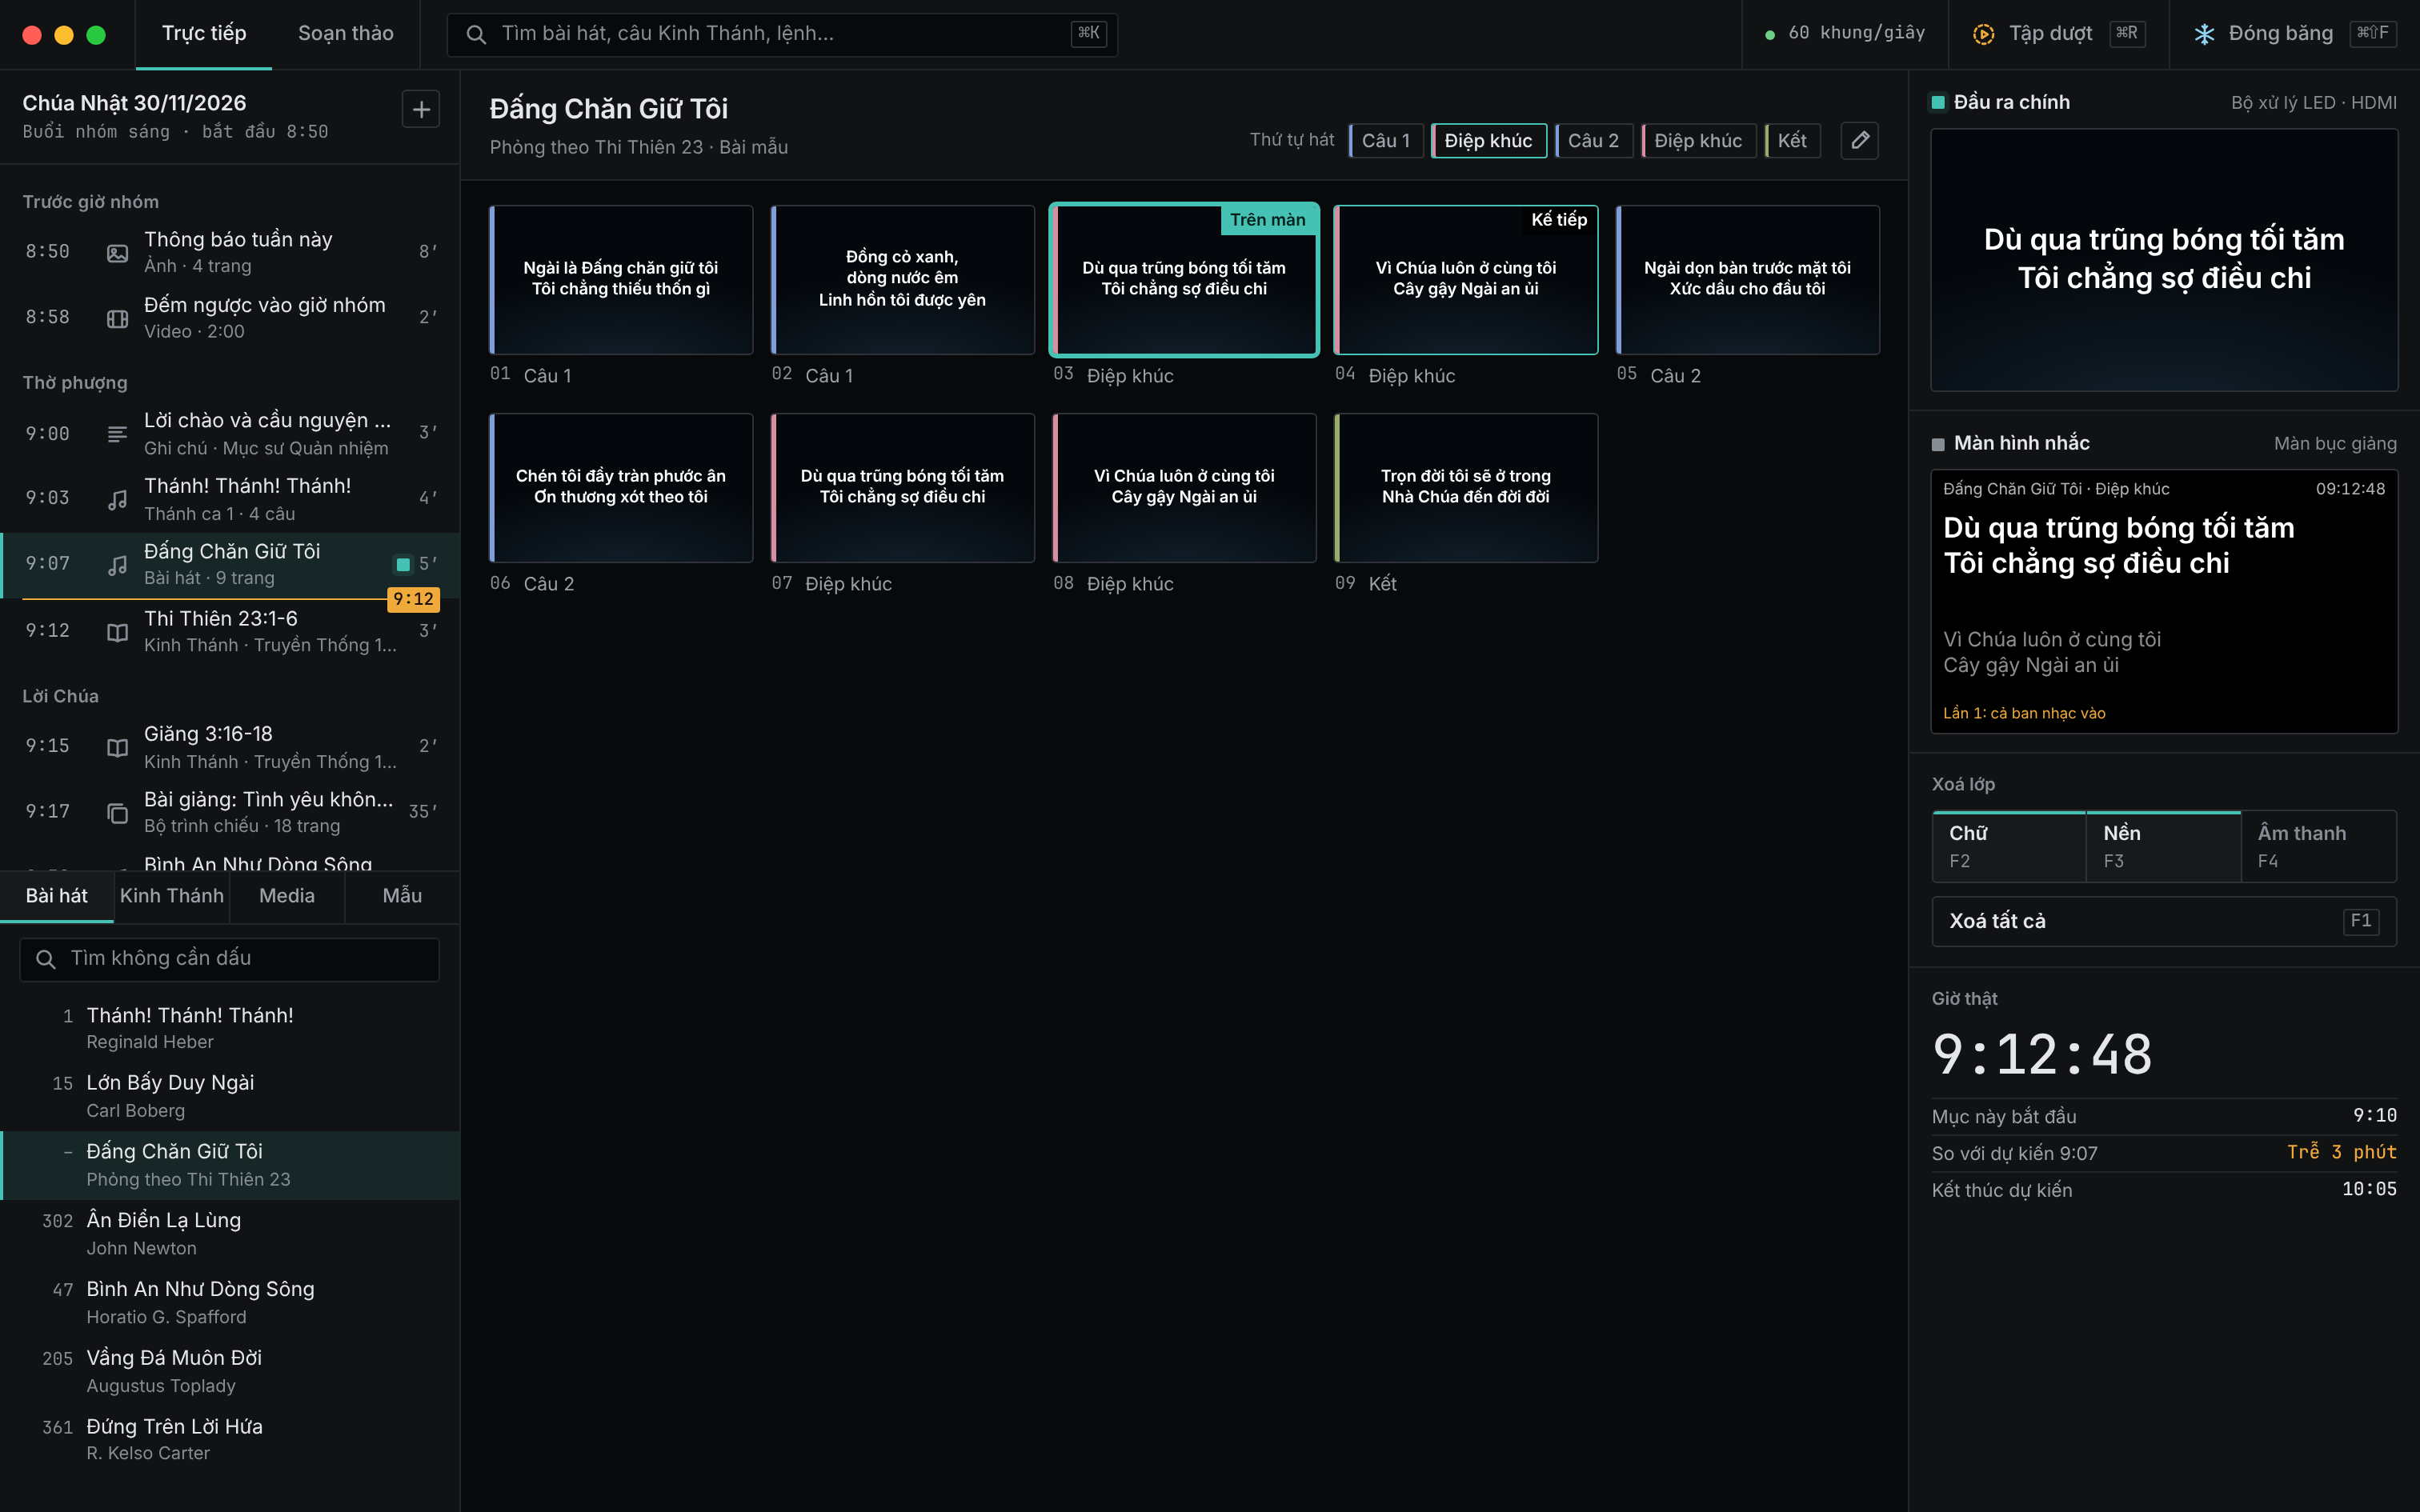 Trực tiếp
Soạn thảo
Tìm bài hát, câu Kinh Thánh, lệnh...
⌘K
60 khung/giây
Tập dượt
⌘R
Đóng băng
⌘⇧F
Chúa Nhật 30/11/2026
Buổi nhóm sáng · bắt đầu 8:50
Trước giờ nhóm
8:50
Thông báo tuần này
8′
Ảnh · 4 trang
8:58
Đếm ngược vào giờ nhóm
2′
Video · 2:00
Thờ phượng
9:00
Lời chào và cầu nguyện ...
3′
Ghi chú · Mục sư Quản nhiệm
9:03
Thánh! Thánh! Thánh!
4′
Thánh ca 1 · 4 câu
9:07
Đấng Chăn Giữ Tôi
5′
Bài hát · 9 trang
9:12
9:12
Thi Thiên 23:1-6
3′
Kinh Thánh · Truyền Thống 1...
Lời Chúa
9:15
Giăng 3:16-18
2′
Kinh Thánh · Truyền Thống 1...
9:17
Bài giảng: Tình yêu khôn...
35′
Bộ trình chiếu · 18 trang
Bình An Như Dòng Sông
Bài hát
Kinh Thánh
Media
Mẫu
Tìm không cần dấu
1 Thánh! Thánh! Thánh!
Reginald Heber
15 Lớn Bấy Duy Ngài
Carl Boberg
– Đấng Chăn Giữ Tôi
Phỏng theo Thi Thiên 23
302 Ân Điển Lạ Lùng
John Newton
47 Bình An Như Dòng Sông
Horatio G. Spafford
205 Vầng Đá Muôn Đời
Augustus Toplady
361 Đứng Trên Lời Hứa
R. Kelso Carter
Đấng Chăn Giữ Tôi
Phỏng theo Thi Thiên 23 · Bài mẫu
Thứ tự hát
Câu 1
Điệp khúc
Câu 2
Điệp khúc
Kết
Ngài là Đấng chăn giữ tôi
Tôi chẳng thiếu thốn gì
01 Câu 1
Đồng cỏ xanh,
dòng nước êm
Linh hồn tôi được yên
02 Câu 1
Trên màn
Dù qua trũng bóng tối tăm
Tôi chẳng sợ điều chi
03 Điệp khúc
Kế tiếp
Vì Chúa luôn ở cùng tôi
Cây gậy Ngài an ủi
04 Điệp khúc
Ngài dọn bàn trước mặt tôi
Xức dầu cho đầu tôi
05 Câu 2
Chén tôi đầy tràn phước ân
Ơn thương xót theo tôi
06 Câu 2
Dù qua trũng bóng tối tăm
Tôi chẳng sợ điều chi
07 Điệp khúc
Vì Chúa luôn ở cùng tôi
Cây gậy Ngài an ủi
08 Điệp khúc
Trọn đời tôi sẽ ở trong
Nhà Chúa đến đời đời
09 Kết
Đầu ra chính
Bộ xử lý LED · HDMI
Dù qua trũng bóng tối tăm
Tôi chẳng sợ điều chi
Màn hình nhắc
Màn bục giảng
Đấng Chăn Giữ Tôi · Điệp khúc
09:12:48
Dù qua trũng bóng tối tăm
Tôi chẳng sợ điều chi
Vì Chúa luôn ở cùng tôi
Cây gậy Ngài an ủi
Lần 1: cả ban nhạc vào
Xoá lớp
Chữ
F2
Nền
F3
Âm thanh
F4
Xoá tất cả
F1
Giờ thật
9:12:48
Mục này bắt đầu
9:10
So với dự kiến 9:07
Trễ 3 phút
Kết thúc dự kiến
10:05